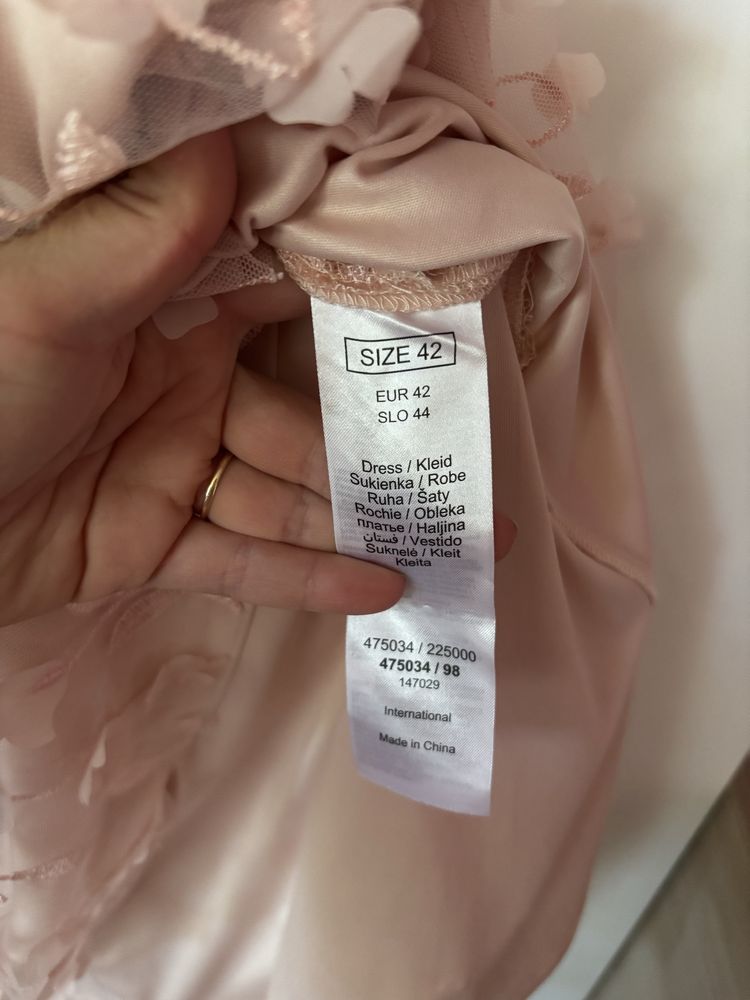 SIZE 42
EUR 42
SLO 44
Dress / Kleid
Sukienka / Robe
Ruha / Šaty
Rochie / Obleka
платье / Haljina
فستان / Vestido
Suknelė / Kleit
Kleita
475034 / 225000
475034 / 98
147029
International
Made in China